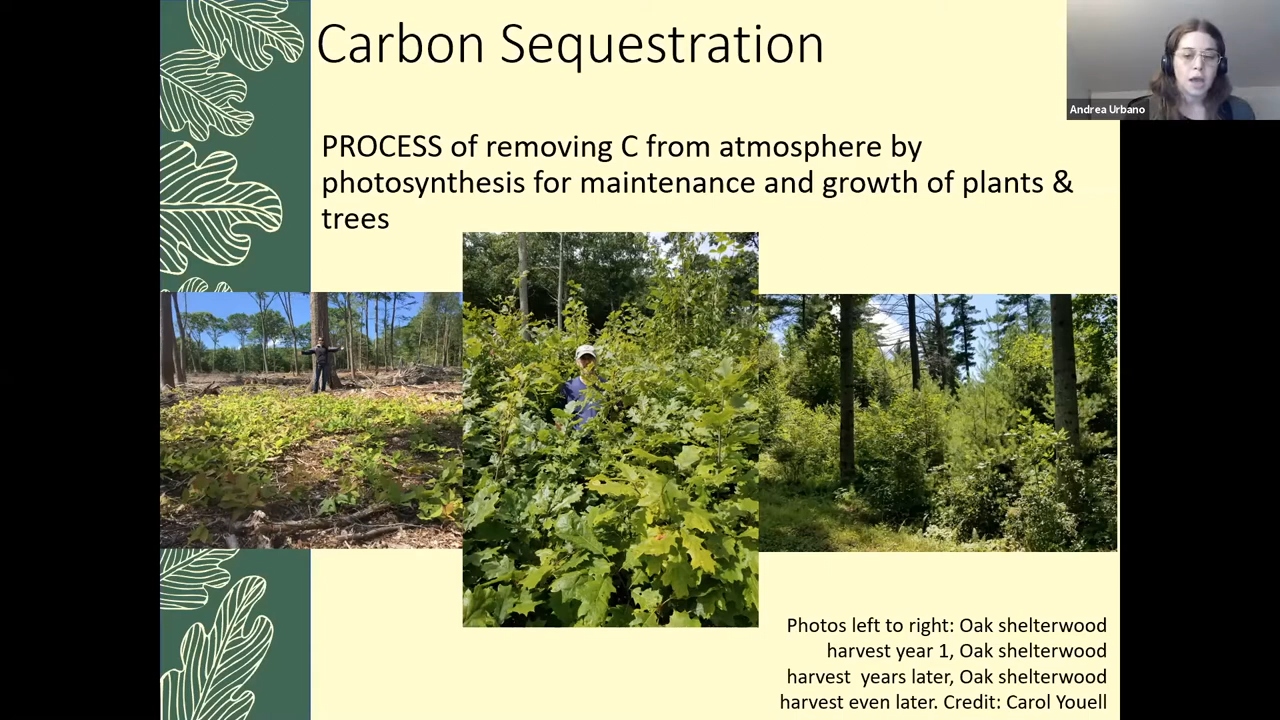 Carbon Sequestration
Andrea Urbano
PROCESS of removing C from atmosphere by
photosynthesis for maintenance and growth of plants &
trees
Photos left to right: Oak shelterwood
harvest year 1, Oak shelterwood
harvest  years later, Oak shelterwood
harvest even later. Credit: Carol Youell